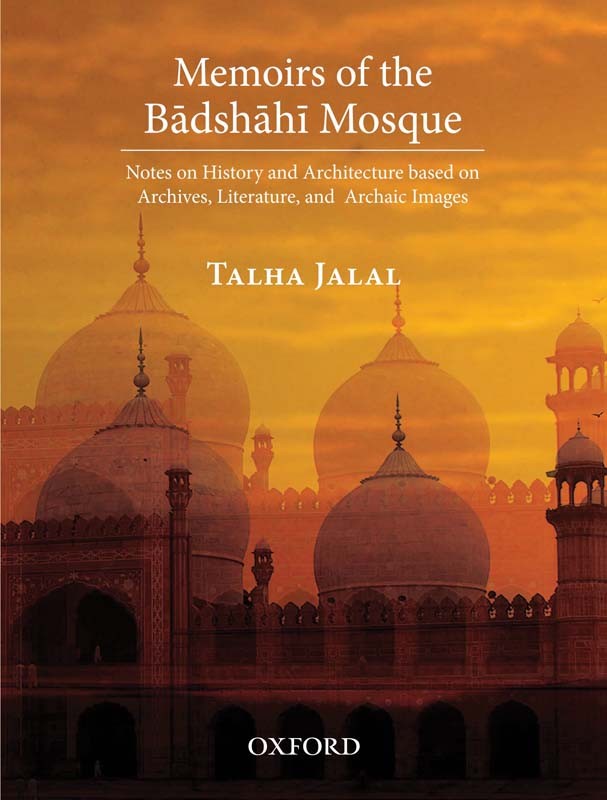 Memoirs of the
Bādshāhī Mosque
Notes on History and Architecture based on
Archives, Literature, and Archaic Images
TALHA JALAL
OXFORD